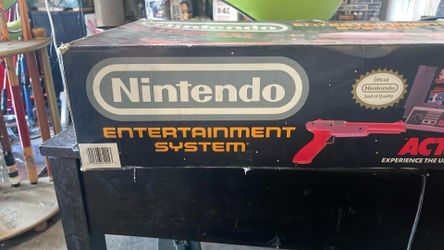 Nintendo
ENTERTAINMENT
SYSTEM
Official
Nintendo
Seal of Quality
ACT
EXPERIENCE THE U